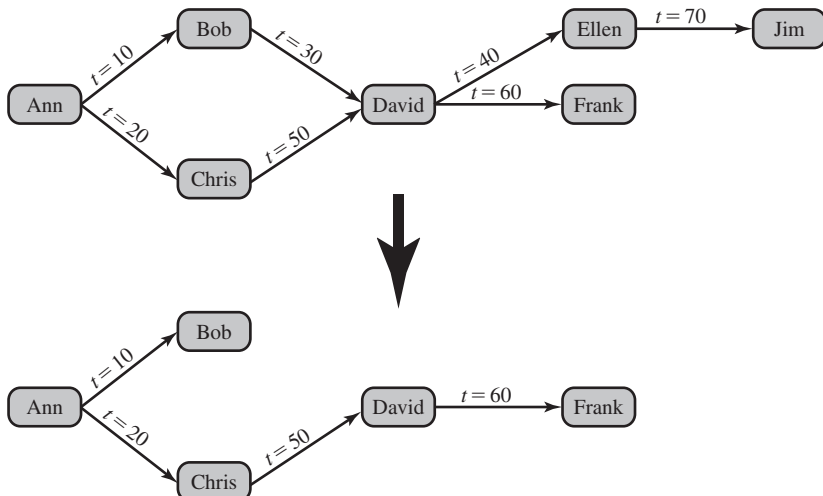 Ann
Bob
Chris
David
Ellen
Frank
Jim
t = 10
t = 20
t = 30
t = 50
t = 40
t = 60
t = 70
Ann
Bob
Chris
David
Frank
t = 10
t = 20
t = 50
t = 60